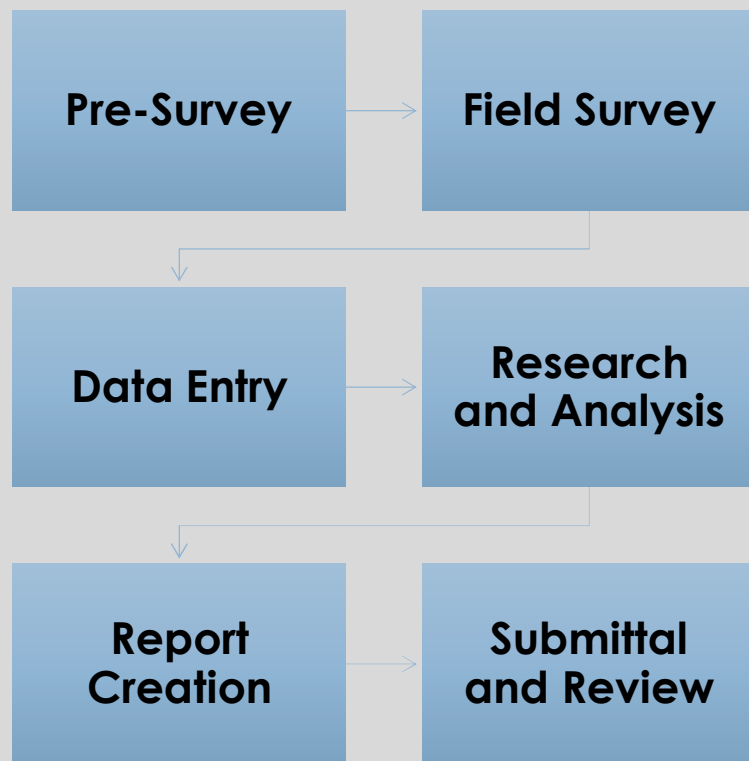 Pre-Survey
Field Survey
Data Entry
Research
and Analysis
Report
Creation
Submittal
and Review